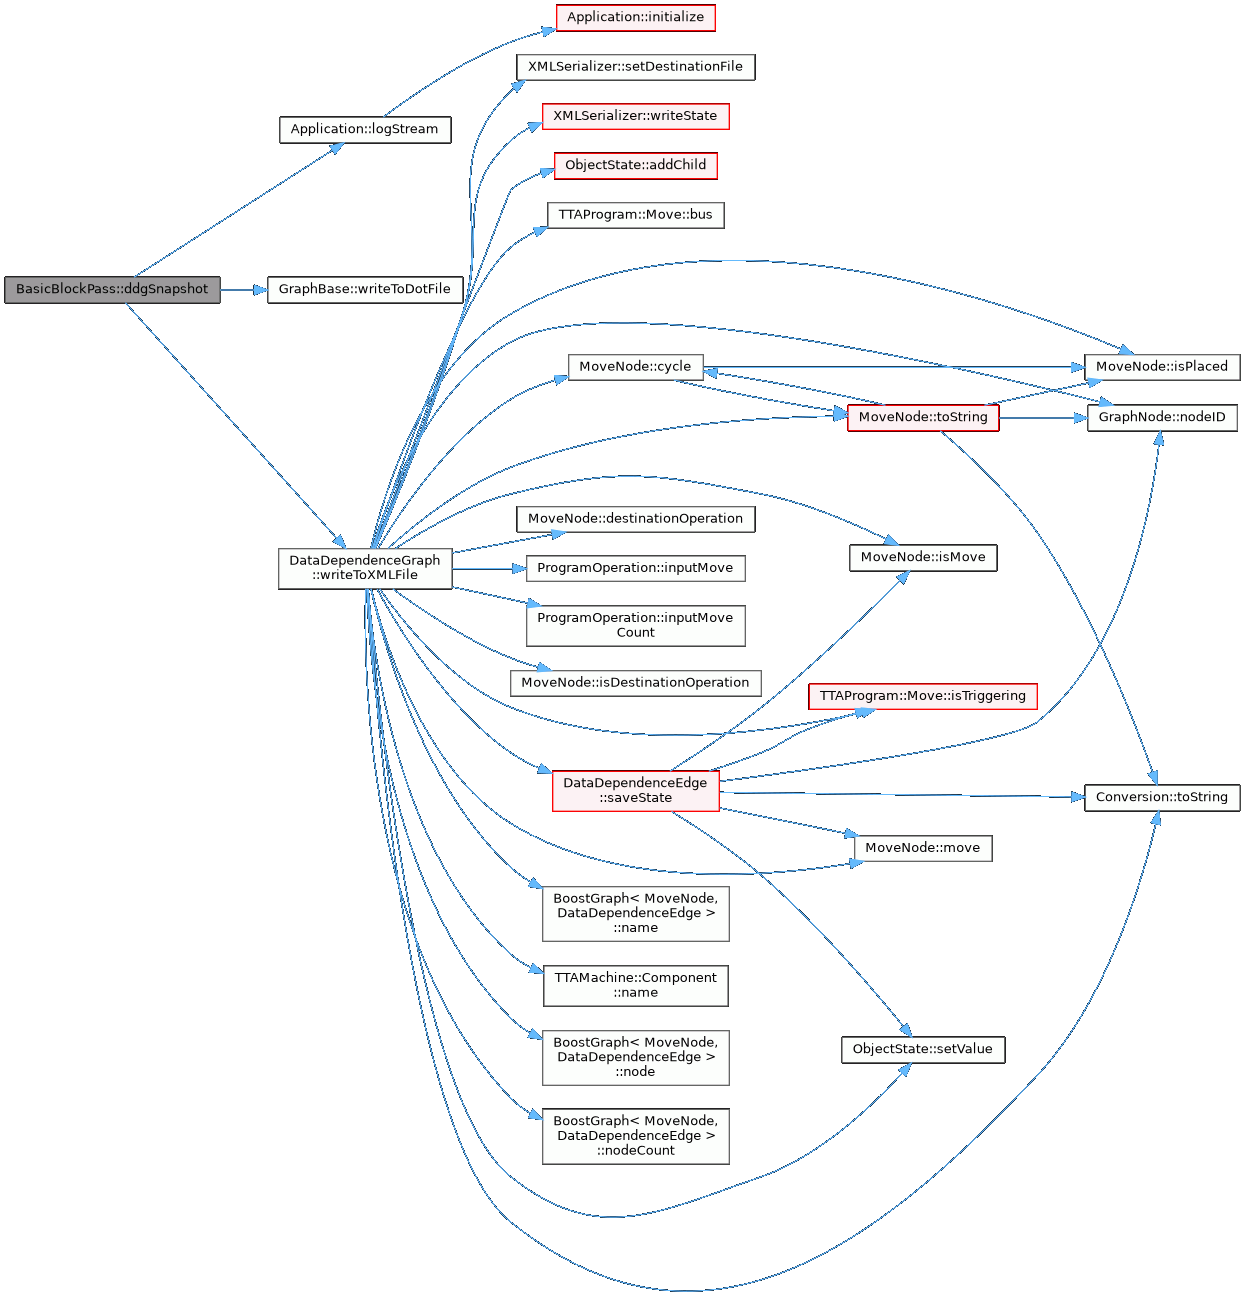 Application::initialize
XMLSerializer::setDestinationFile
XMLSerializer::writeState
Application::logStream
ObjectState::addChild
TTAProgram::Move::bus
BasicBlockPass::ddgSnapshot
GraphBase::writeToDotFile
MoveNode::cycle
MoveNode::isPlaced
MoveNode::toString
GraphNode::nodeID
MoveNode::destinationOperation
MoveNode::isMove
DataDependenceGraph
::writeToXMLFile
ProgramOperation::inputMove
ProgramOperation::inputMove
Count
MoveNode::isDestinationOperation
TTAProgram::Move::isTriggering
DataDependenceEdge
::saveState
Conversion::toString
MoveNode::move
BoostGraph< MoveNode,
DataDependenceEdge >
::name
TTAMachine::Component
::name
BoostGraph< MoveNode,
DataDependenceEdge >
::node
ObjectState::setValue
BoostGraph< MoveNode,
DataDependenceEdge >
::nodeCount